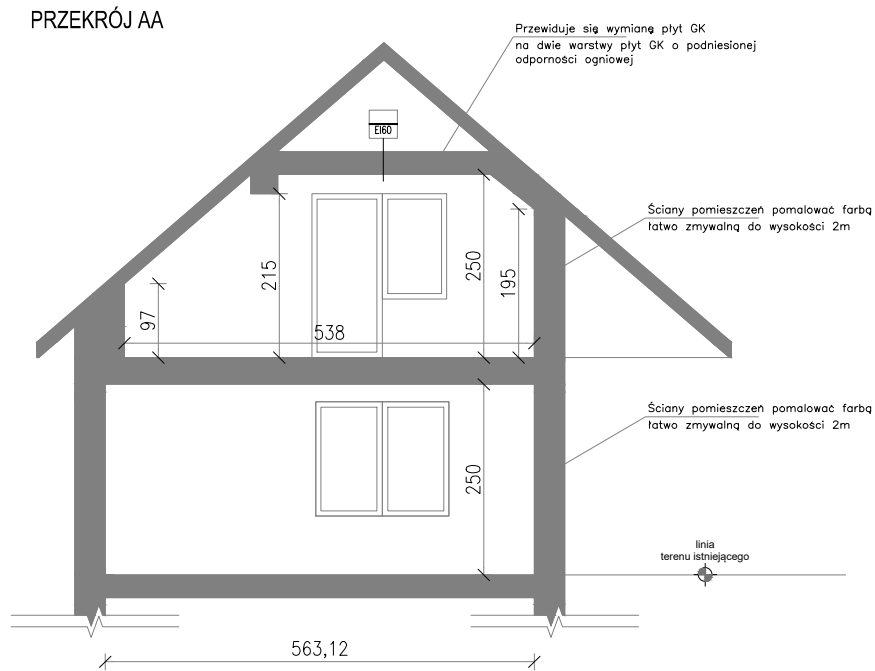 PRZEKRÓJ AA
Przewiduje się wymianę płyt GK
na dwie warstwy płyt GK o podniesionej
odporności ogniowej
EI60
Ściany pomieszczeń pomalować farbą
łatwo zmywalną do wysokości 2m
215
250
195
97
538
Ściany pomieszczeń pomalować farbą
łatwo zmywalną do wysokości 2m
250
linia
terenu istniejącego
563,12